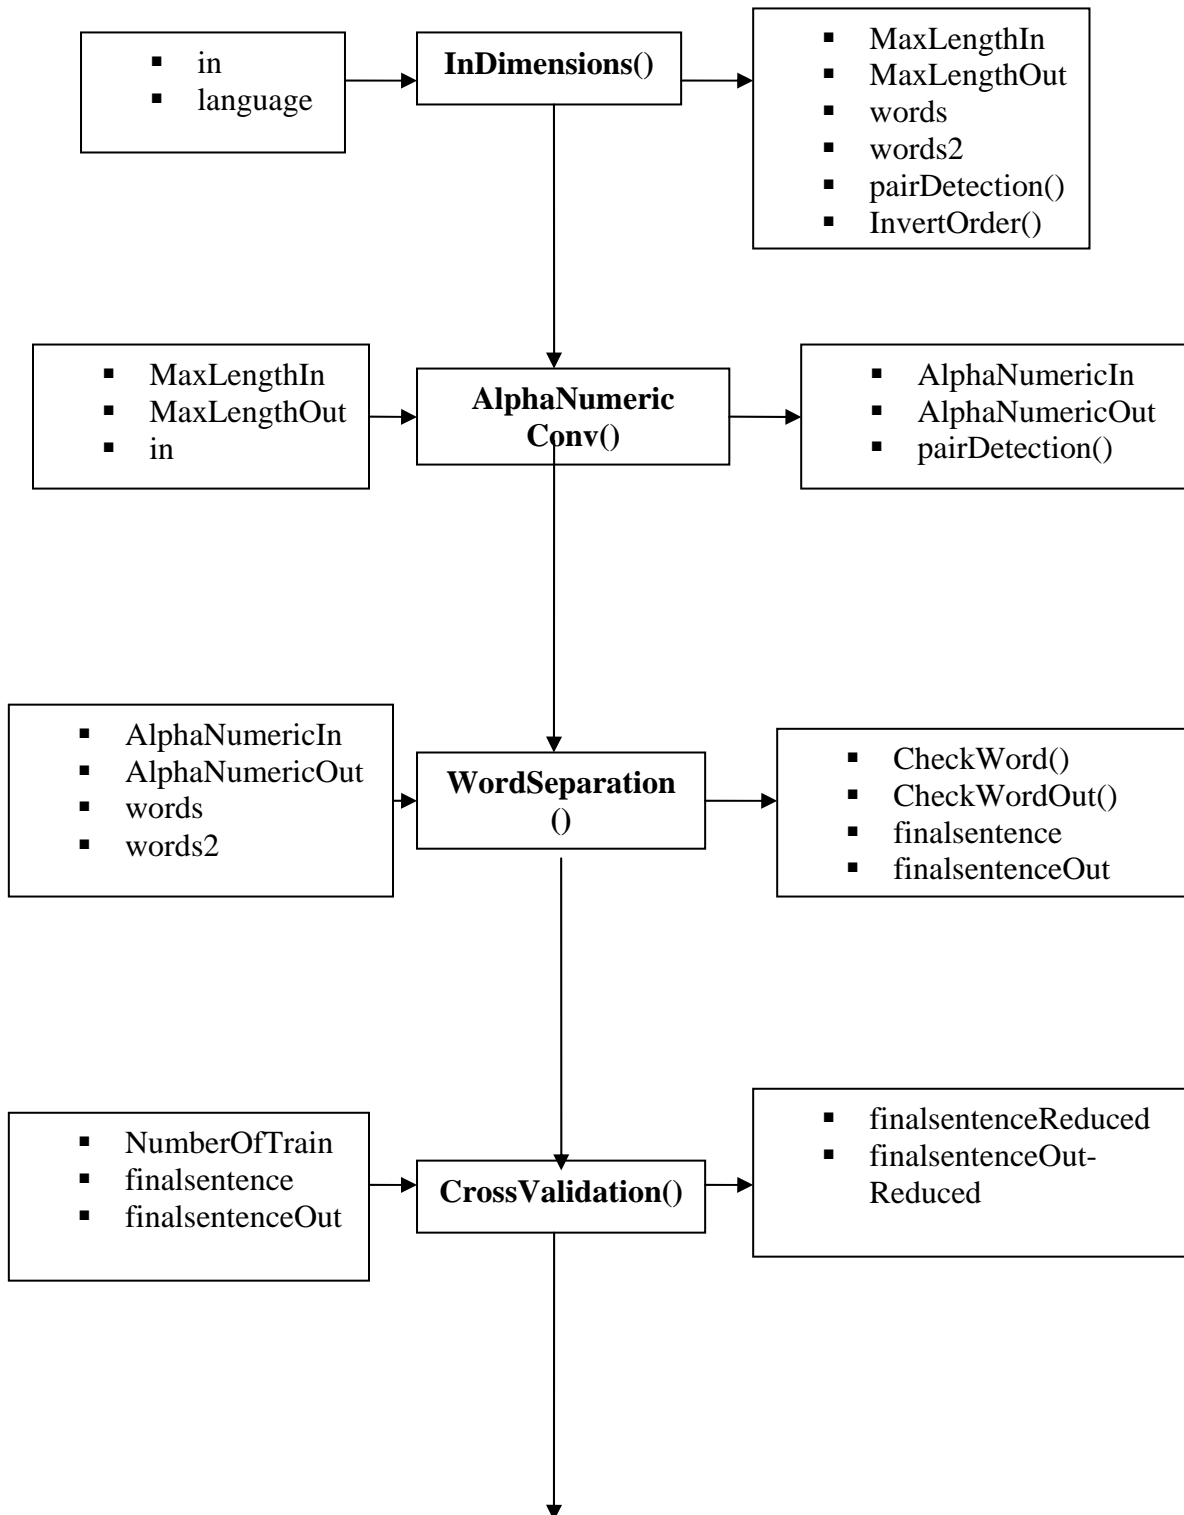 ▪ in
▪ language
InDimensions()
▪ MaxLengthIn
▪ MaxLengthOut
▪ words
▪ words2
▪ pairDetection()
▪ InvertOrder()
▪ MaxLengthIn
▪ MaxLengthOut
▪ in
AlphaNumeric
Conv()
▪ AlphaNumericIn
▪ AlphaNumericOut
▪ pairDetection()
▪ AlphaNumericIn
▪ AlphaNumericOut
▪ words
▪ words2
WordSeparation
()
▪ CheckWord()
▪ CheckWordOut()
▪ finalsentence
▪ finalsentenceOut
▪ NumberOfTrain
▪ finalsentence
▪ finalsentenceOut
CrossValidation()
▪ finalsentenceReduced
▪ finalsentenceOut-
Reduced